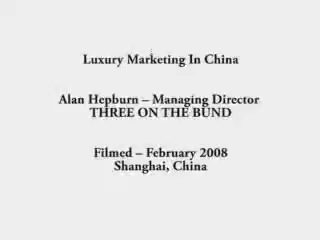 Luxury Marketing In China
Alan Hepburn – Managing Director
THREE ON THE BUND
Filmed – February 2008
Shanghai, China